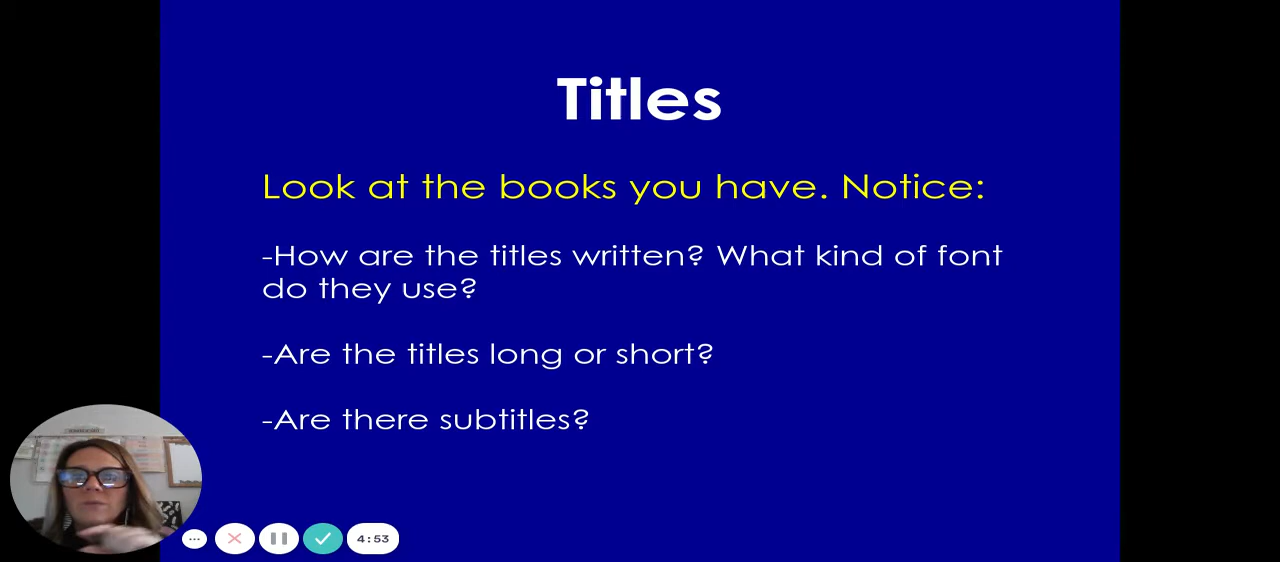 Titles
Look at the books you have. Notice:
-How are the titles written? What kind of font
do they use?
-Are the titles long or short?
-Are there subtitles?
4:53